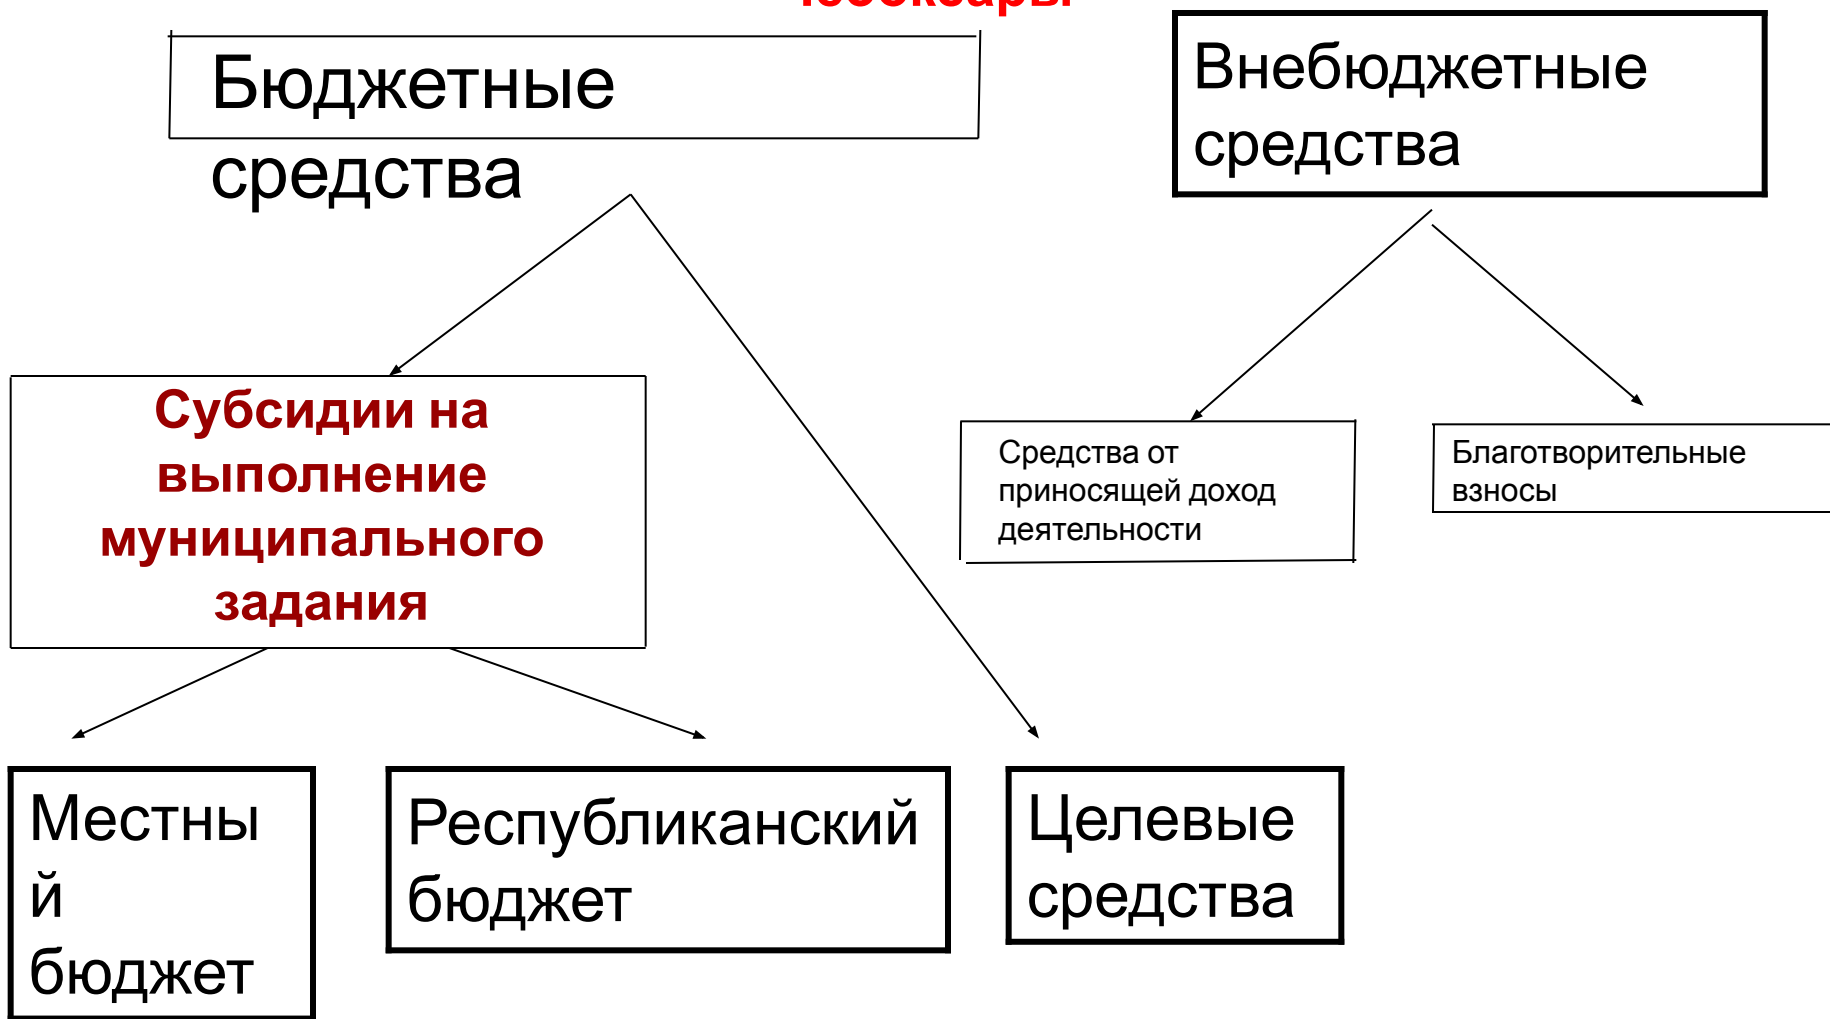 Бюджетные
средства
Внебюджетные
средства
Субсидии на
выполнение
муниципального
задания
Средства от
приносящей доход
деятельности
Благотворительные
взносы
Местны
й
бюджет
Республиканский
бюджет
Целевые
средства